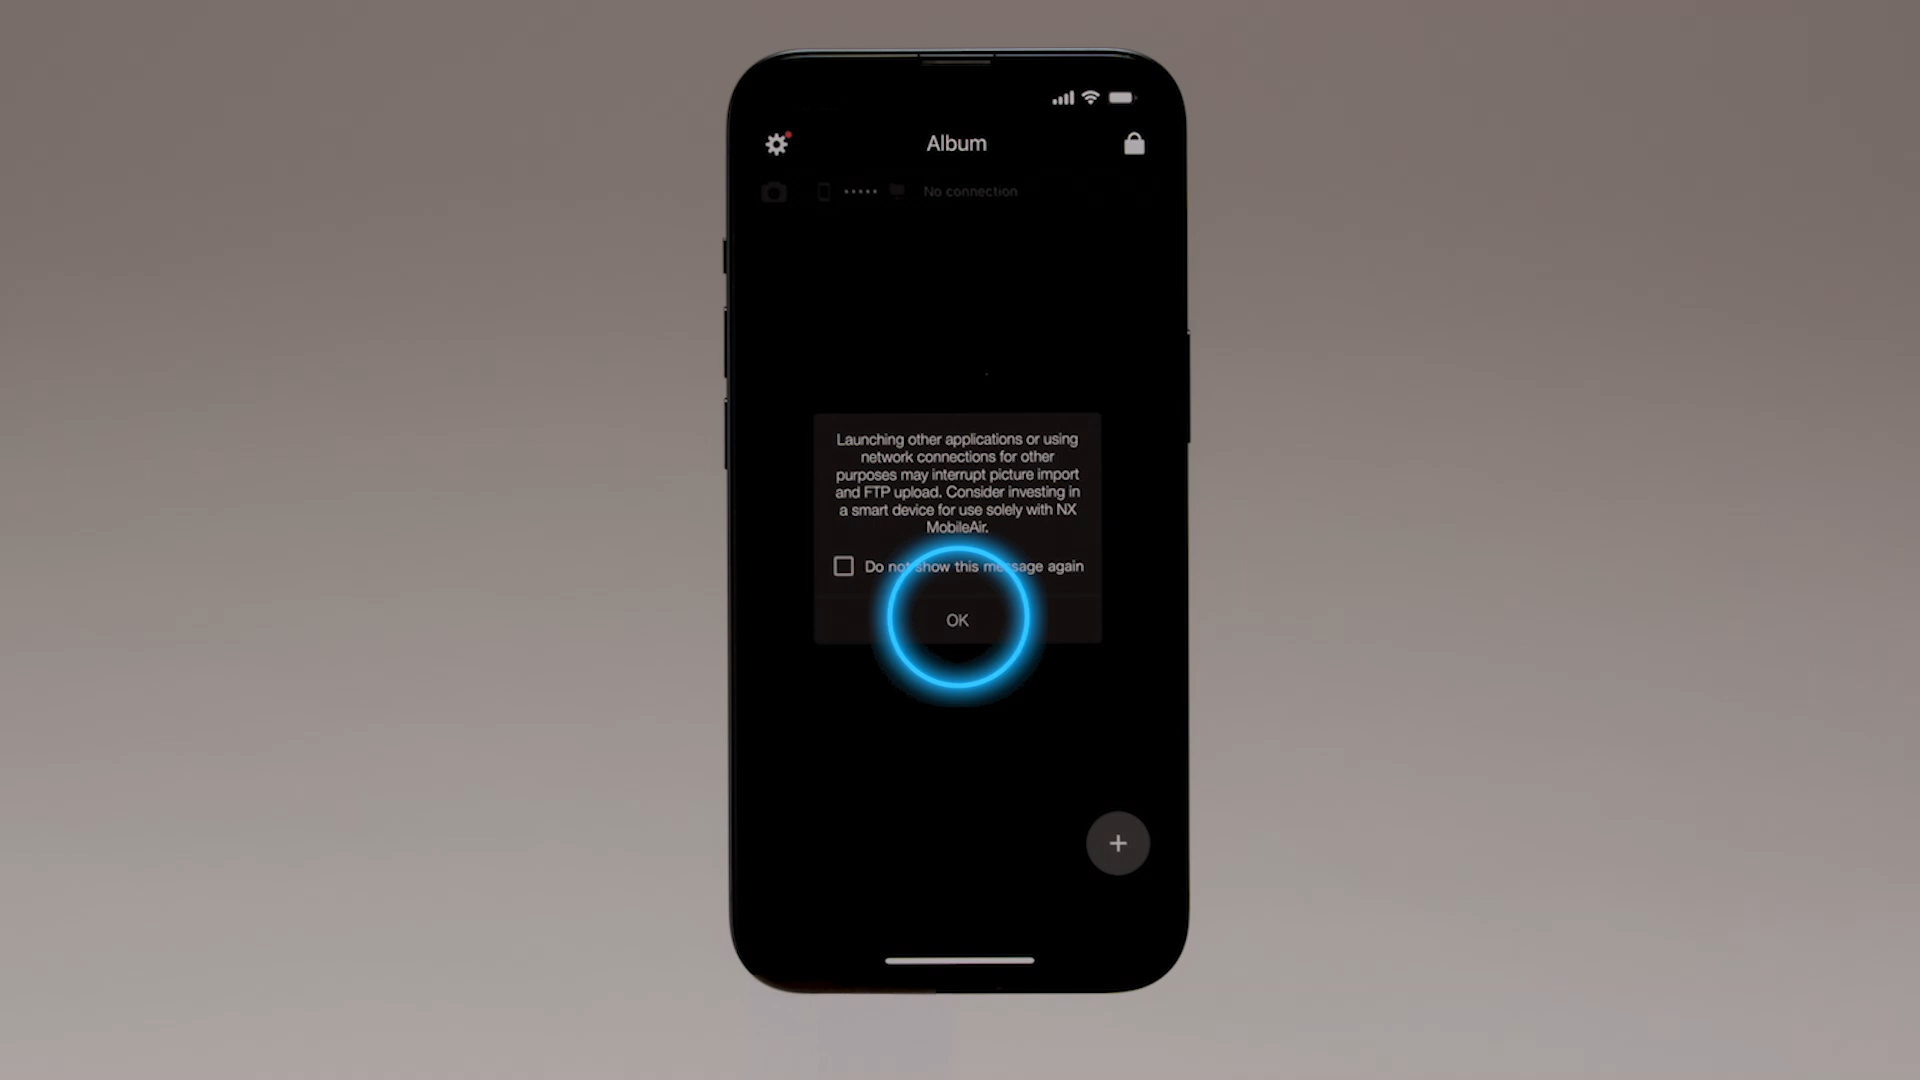 Album
No connection
Launching other applications or using
network connections for other
purposes may interrupt picture import
and FTP upload. Consider investing in
a smart device for use solely with NX
MobileAir.
Do not show this message again
OK